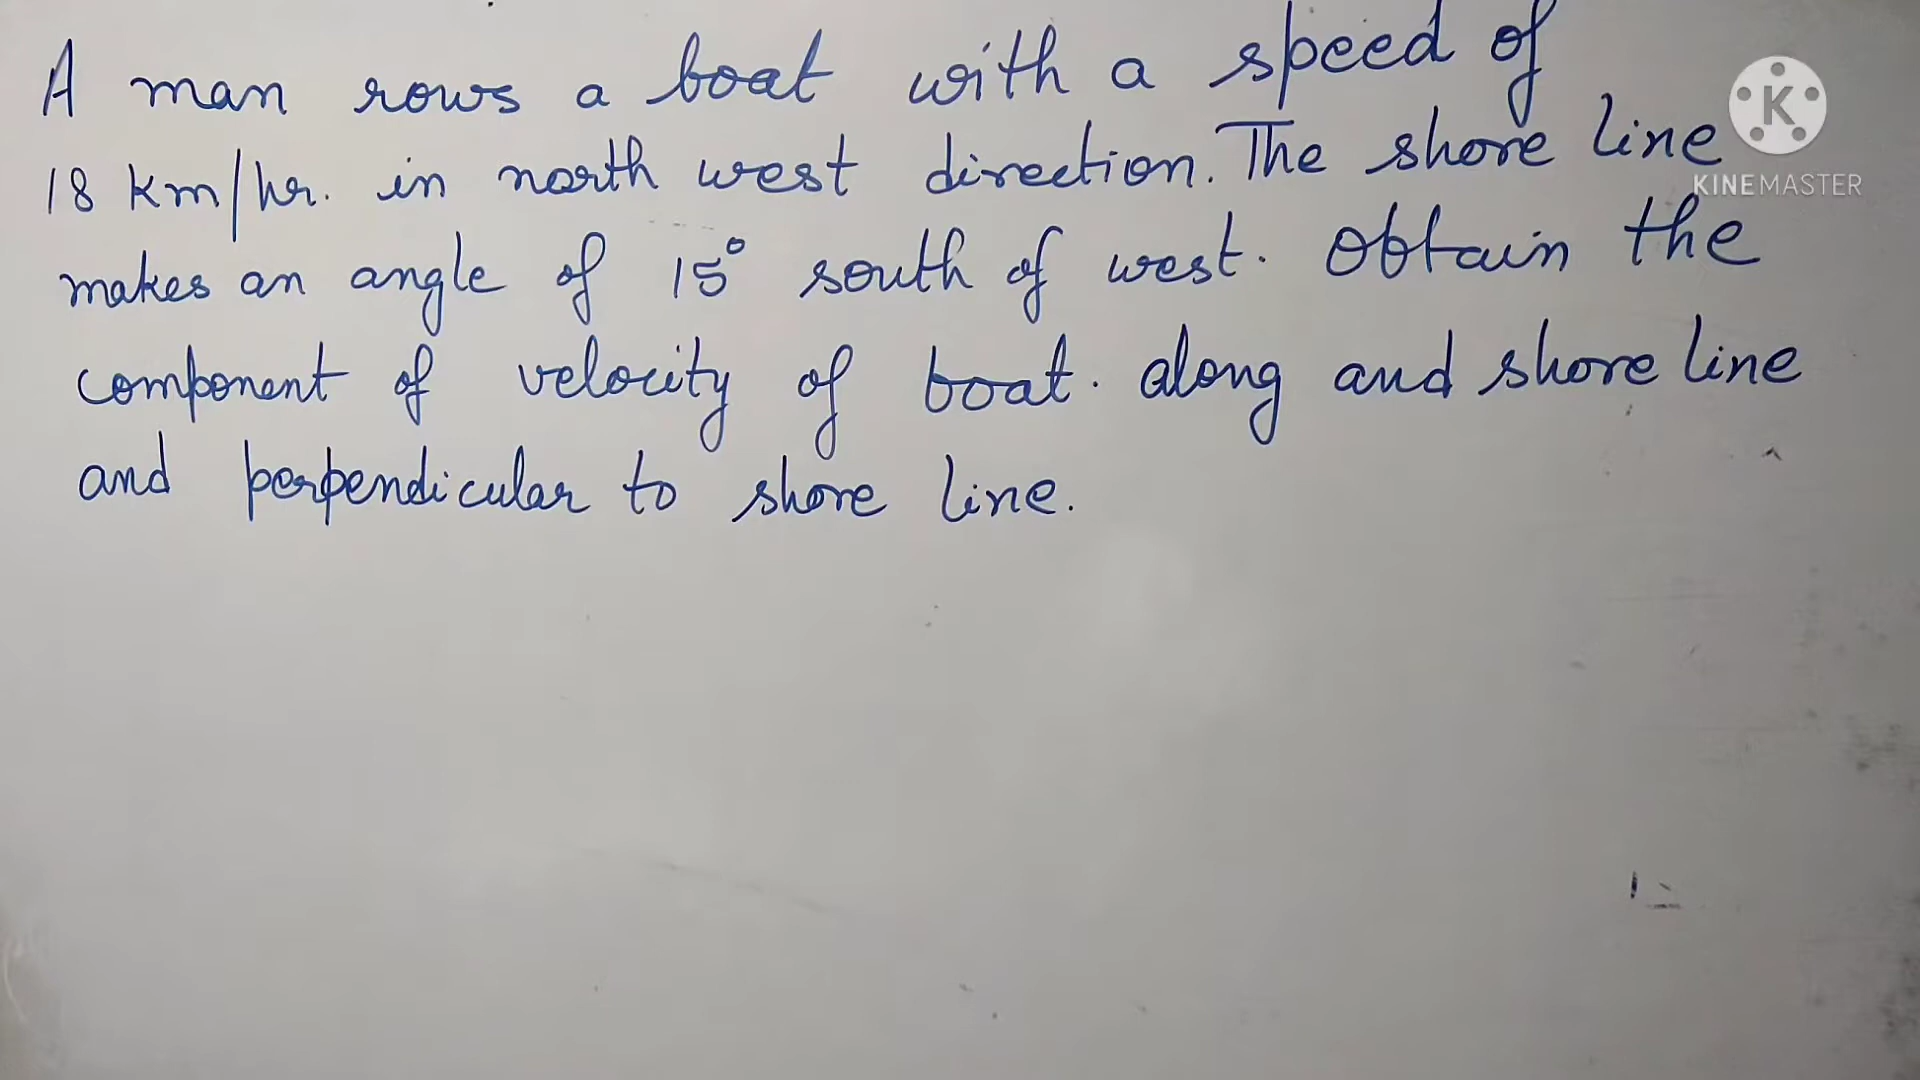 A man rows a boat with a speed of
18 km/hr. in north west direction. The shore line
makes an angle of 15° south of west. Obtain the
component of velocity of boat. along and shore line
and perpendicular to shore line.
K
KINEMASTER